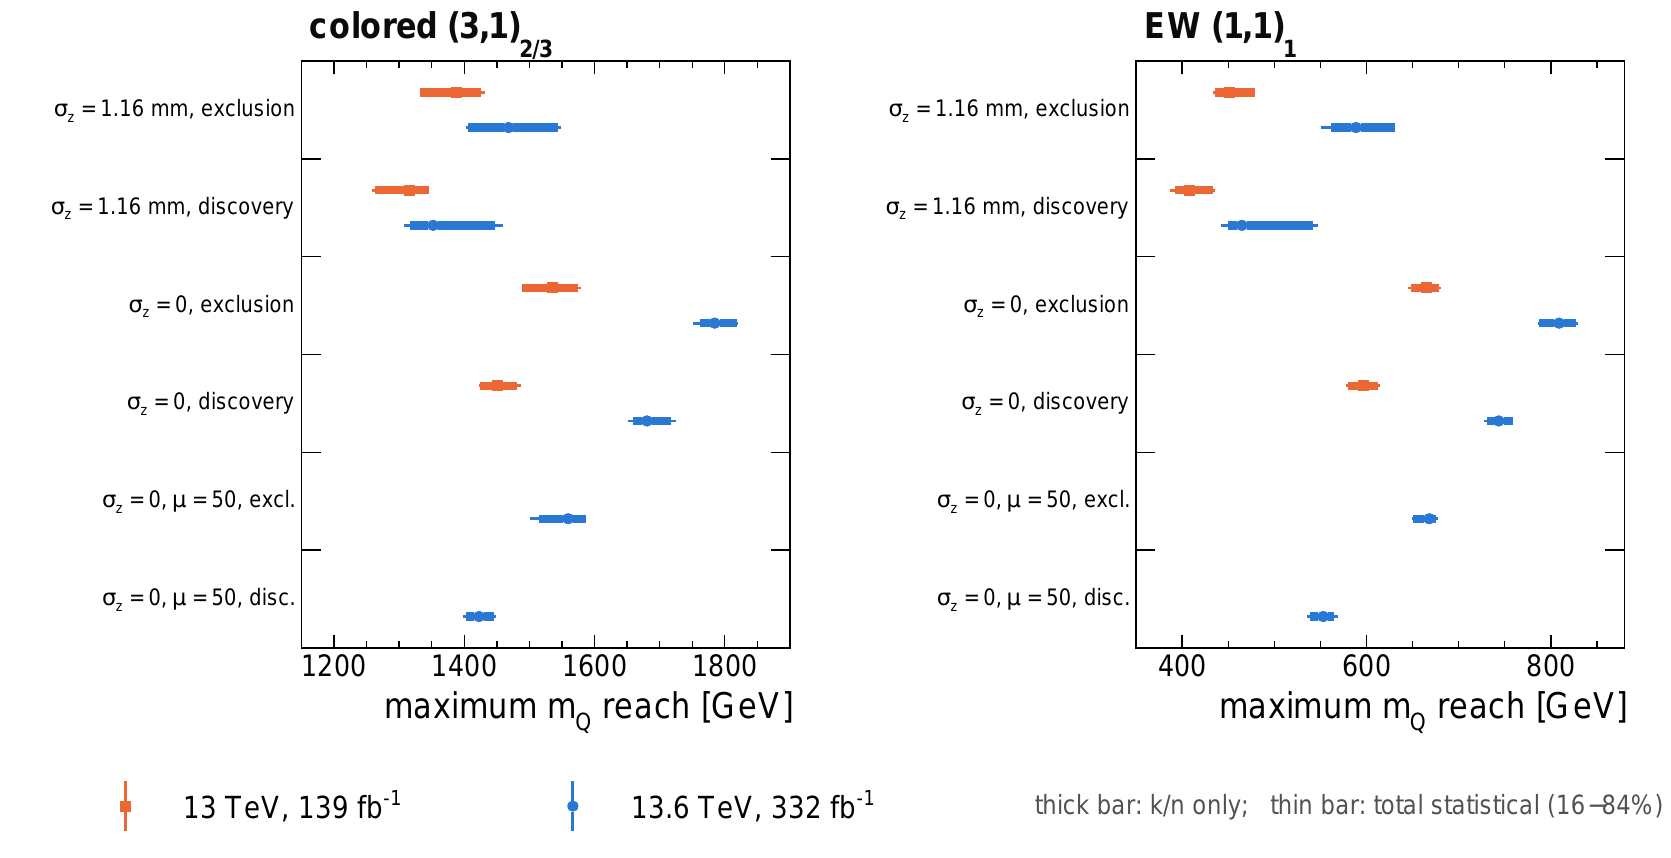 colored (3,1)2/3
σz = 1.16 mm, exclusion
σz = 1.16 mm, discovery
σz = 0, exclusion
σz = 0, discovery
σz = 0, μ = 50, excl.
σz = 0, μ = 50, disc.
1200 1400 1600 1800
maximum mQ reach [GeV]
EW (1,1)1
σz = 1.16 mm, exclusion
σz = 1.16 mm, discovery
σz = 0, exclusion
σz = 0, discovery
σz = 0, μ = 50, excl.
σz = 0, μ = 50, disc.
400 600 800
maximum mQ reach [GeV]
13 TeV, 139 fb-1
13.6 TeV, 332 fb-1
thick bar: k/n only; thin bar: total statistical (16–84%)